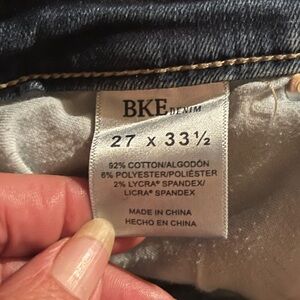 BKE DENIM
27 x 33½
92% COTTON/ALGODÓN
6% POLYESTER/POLIÉSTER
2% LYCRA® SPANDEX/
LICRA® SPANDEX
MADE IN CHINA
HECHO EN CHINA